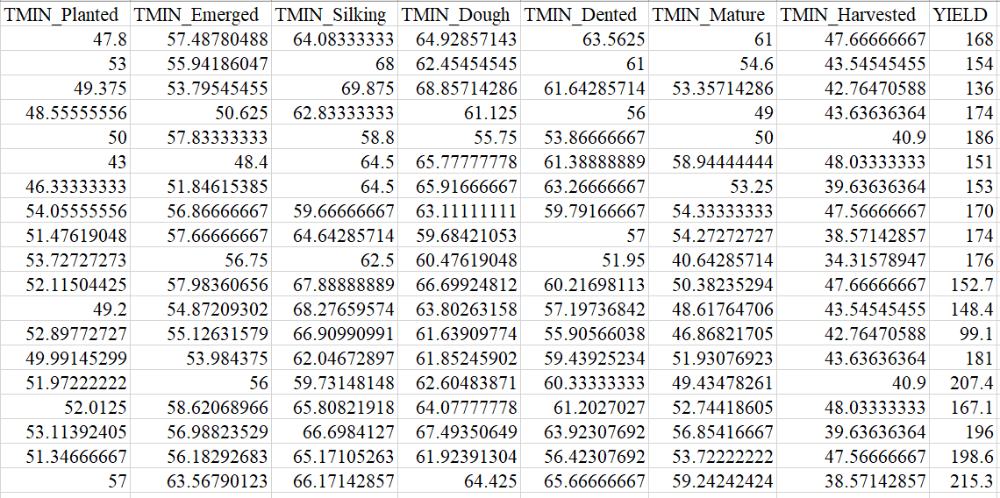 TMIN_Planted TMIN_Emerged TMIN_Silking TMIN_Dough TMIN_Dented TMIN_Mature TMIN_Harvested YIELD
47.8 57.48780488 64.08333333 64.92857143 63.5625 61 47.66666667 168
53 55.94186047 68 62.45454545 61 54.6 43.54545455 154
49.375 53.79545455 69.875 68.85714286 61.64285714 53.35714286 42.76470588 136
48.55555556 50.625 62.83333333 61.125 56 49 43.63636364 174
50 57.83333333 58.8 55.75 53.86666667 50 40.9 186
43 48.4 64.5 65.77777778 61.38888889 58.94444444 48.03333333 151
46.33333333 51.84615385 64.5 65.91666667 63.26666667 53.25 39.63636364 153
54.05555556 56.86666667 59.66666667 63.11111111 59.79166667 54.33333333 47.56666667 170
51.47619048 57.66666667 64.64285714 59.68421053 57 54.27272727 38.57142857 174
53.72727273 56.75 62.5 60.47619048 51.95 40.64285714 34.31578947 176
52.11504425 57.98360656 67.88888889 66.69924812 60.21698113 50.38235294 47.66666667 152.7
49.2 54.87209302 68.27659574 63.80263158 57.19736842 48.61764706 43.54545455 148.4
52.89772727 55.12631579 66.90990991 61.63909774 55.90566038 46.86821705 42.76470588 99.1
49.99145299 53.984375 62.04672897 61.85245902 59.43925234 51.93076923 43.63636364 181
51.97222222 56 59.73148148 62.60483871 60.33333333 49.43478261 40.9 207.4
52.0125 58.62068966 65.80821918 64.07777778 61.2027027 52.74418605 48.03333333 167.1
53.11392405 56.98823529 66.6984127 67.49350649 63.92307692 56.85416667 39.63636364 196
51.34666667 56.18292683 65.17105263 61.92391304 56.42307692 53.72222222 47.56666667 198.6
57 63.56790123 66.17142857 64.425 65.66666667 59.24242424 38.57142857 215.3